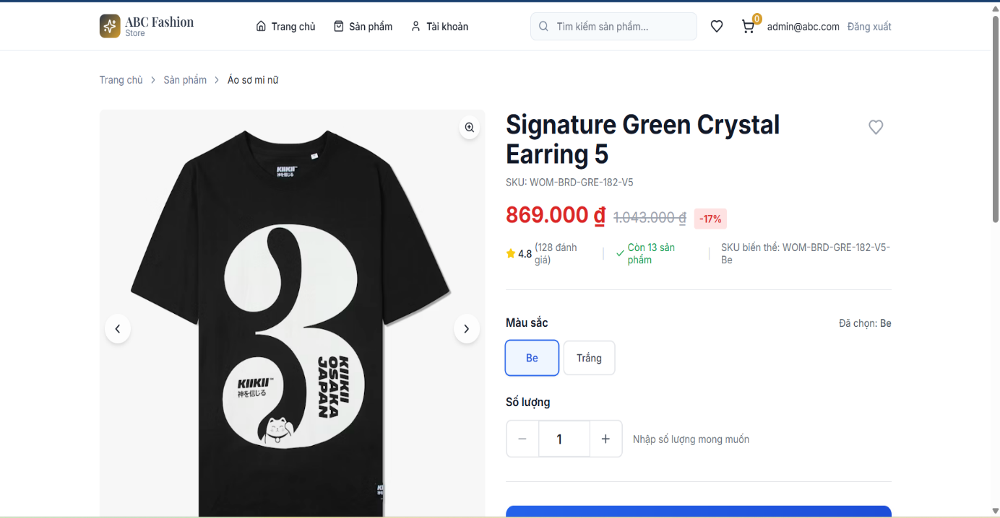 ABC Fashion
Store
Trang chủ
Sản phẩm
Tài khoản
Tìm kiếm sản phẩm...
0
admin@abc.com
Đăng xuất
Trang chủ > Sản phẩm > Áo sơ mi nữ
KIIKII
神を信じる
KIIKII
OSAKA
JAPAN
KIIKII
神を信じる
Signature Green Crystal
Earring 5
SKU: WOM-BRD-GRE-182-V5
869.000 ₫ 1.043.000 ₫ -17%
4.8
(128 đánh
giá)
Còn 13 sản
phẩm
SKU biến thể: WOM-BRD-GRE-182-V5-
Be
Màu sắc
Đã chọn: Be
Be
Trắng
Số lượng
− 1 +
Nhập số lượng mong muốn